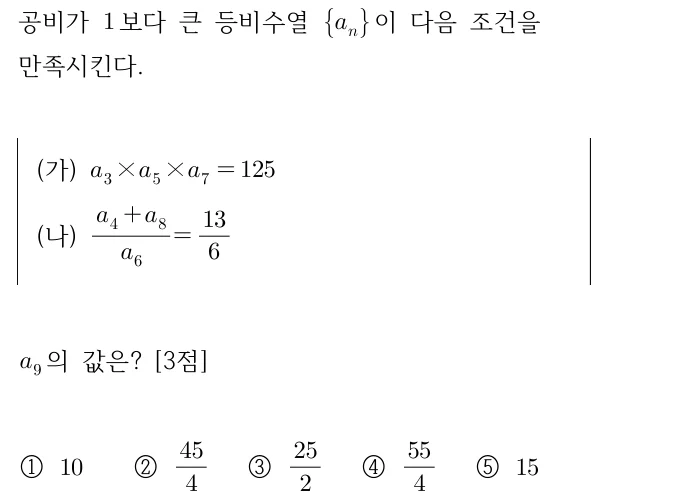 공비가 1보다 큰 등비수열 {aₙ}이 다음 조건을
만족시킨다.
(가) a₃×a₅×a₇=125
(나) (a₄+a₈)/a₆=13/6
a₉의 값은? [3점]
① 10 ② 45/4 ③ 25/2 ④ 55/4 ⑤ 15